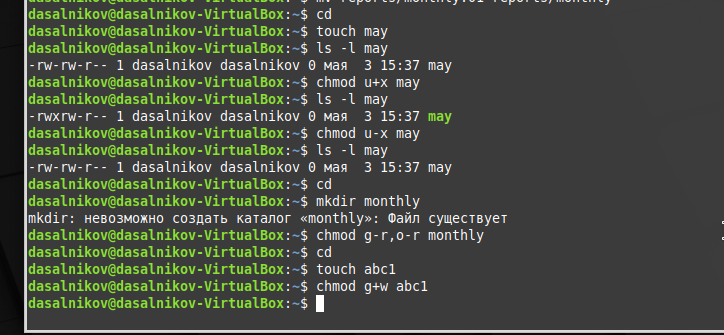 dasalnikov@dasalnikov-VirtualBox:~$ mv reports/monthly.01 reports/monthly
dasalnikov@dasalnikov-VirtualBox:~$ cd
dasalnikov@dasalnikov-VirtualBox:~$ touch may
dasalnikov@dasalnikov-VirtualBox:~$ ls -l may
-rw-rw-r-- 1 dasalnikov dasalnikov 0 мая  3 15:37 may
dasalnikov@dasalnikov-VirtualBox:~$ chmod u+x may
dasalnikov@dasalnikov-VirtualBox:~$ ls -l may
-rwxrw-r-- 1 dasalnikov dasalnikov 0 мая  3 15:37 may
dasalnikov@dasalnikov-VirtualBox:~$ chmod u-x may
dasalnikov@dasalnikov-VirtualBox:~$ ls -l may
-rw-rw-r-- 1 dasalnikov dasalnikov 0 мая  3 15:37 may
dasalnikov@dasalnikov-VirtualBox:~$ cd
dasalnikov@dasalnikov-VirtualBox:~$ mkdir monthly
mkdir: невозможно создать каталог «monthly»: Файл существует
dasalnikov@dasalnikov-VirtualBox:~$ chmod g-r,o-r monthly
dasalnikov@dasalnikov-VirtualBox:~$ cd
dasalnikov@dasalnikov-VirtualBox:~$ touch abc1
dasalnikov@dasalnikov-VirtualBox:~$ chmod g+w abc1
dasalnikov@dasalnikov-VirtualBox:~$